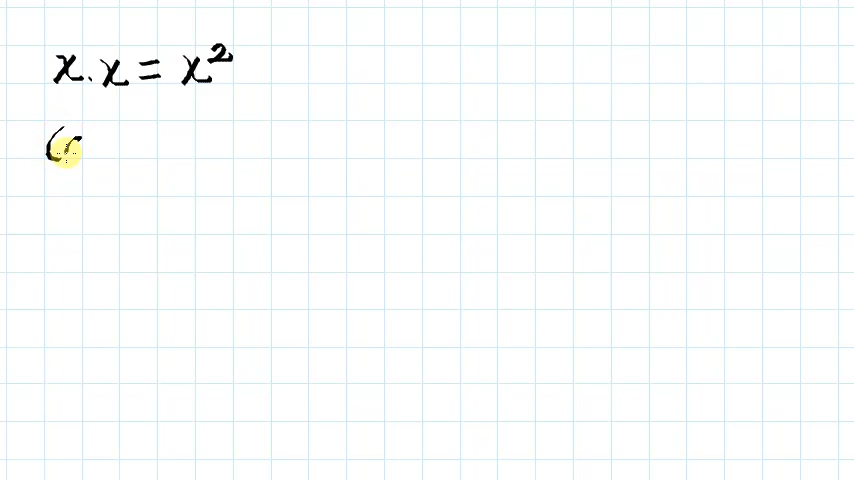 x.x = x²
(